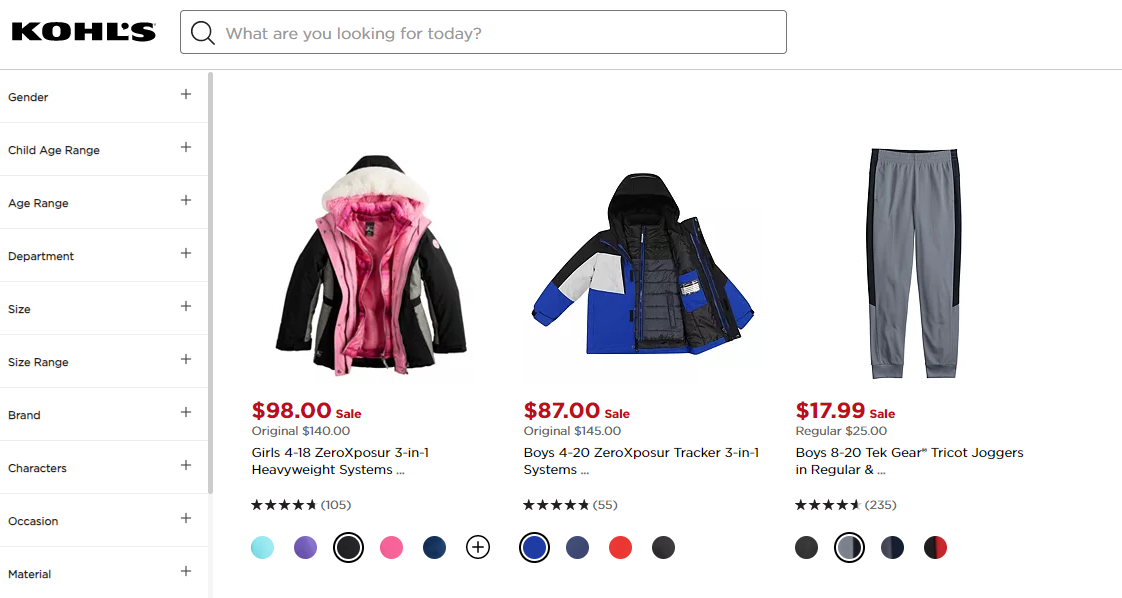 KOHL'S
What are you looking for today?
Gender
Child Age Range
Age Range
Department
Size
Size Range
Brand
Characters
Occasion
Material
$98.00 Sale
Original $140.00
Girls 4-18 ZeroXposur 3-in-1
Heavyweight Systems ...
(105)
$87.00 Sale
Original $145.00
Boys 4-20 ZeroXposur Tracker 3-in-1
Systems ...
(55)
$17.99 Sale
Regular $25.00
Boys 8-20 Tek Gear® Tricot Joggers
in Regular & ...
(235)